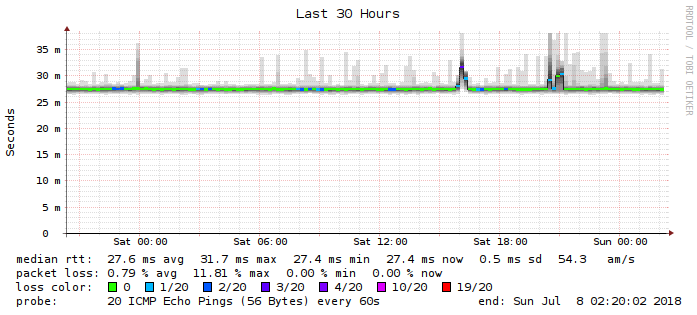 Last 30 Hours
RRDTOOL / TOBI OETIKER
Seconds
35 m
30 m
25 m
20 m
15 m
10 m
5 m
0
Sat 00:00 Sat 06:00 Sat 12:00 Sat 18:00 Sun 00:00
median rtt: 27.6 ms avg 31.7 ms max 27.4 ms min 27.4 ms now 0.5 ms sd 54.3 am/s
packet loss: 0.79 % avg 11.81 % max 0.00 % min 0.00 % now
loss color: 0 1/20 2/20 3/20 4/20 10/20 19/20
probe: 20 ICMP Echo Pings (56 Bytes) every 60s end: Sun Jul 8 02:20:02 2018